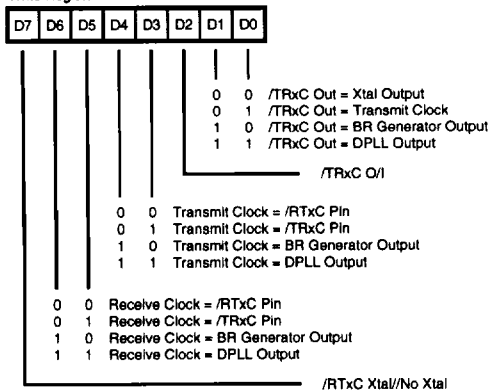 D7 D6 D5 D4 D3 D2 D1 D0
0 0 /TRxC Out = Xtal Output
0 1 /TRxC Out = Transmit Clock
1 0 /TRxC Out = BR Generator Output
1 1 /TRxC Out = DPLL Output
/TRxC O/I
0 0 Transmit Clock = /RTxC Pin
0 1 Transmit Clock = /TRxC Pin
1 0 Transmit Clock = BR Generator Output
1 1 Transmit Clock = DPLL Output
0 0 Receive Clock = /RTxC Pin
0 1 Receive Clock = /TRxC Pin
1 0 Receive Clock = BR Generator Output
1 1 Receive Clock = DPLL Output
/RTxC Xtal//No Xtal